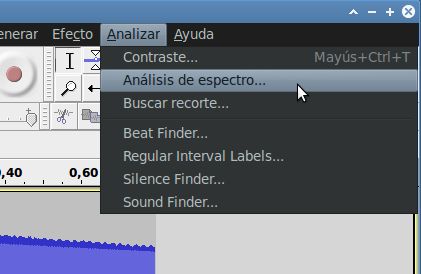 enerar Efecto Analizar Ayuda
Contraste... Mayús+Ctrl+T
Análisis de espectro...
Buscar recorte...
Beat Finder...
Regular Interval Labels...
Silence Finder...
Sound Finder...
0,40 0,60